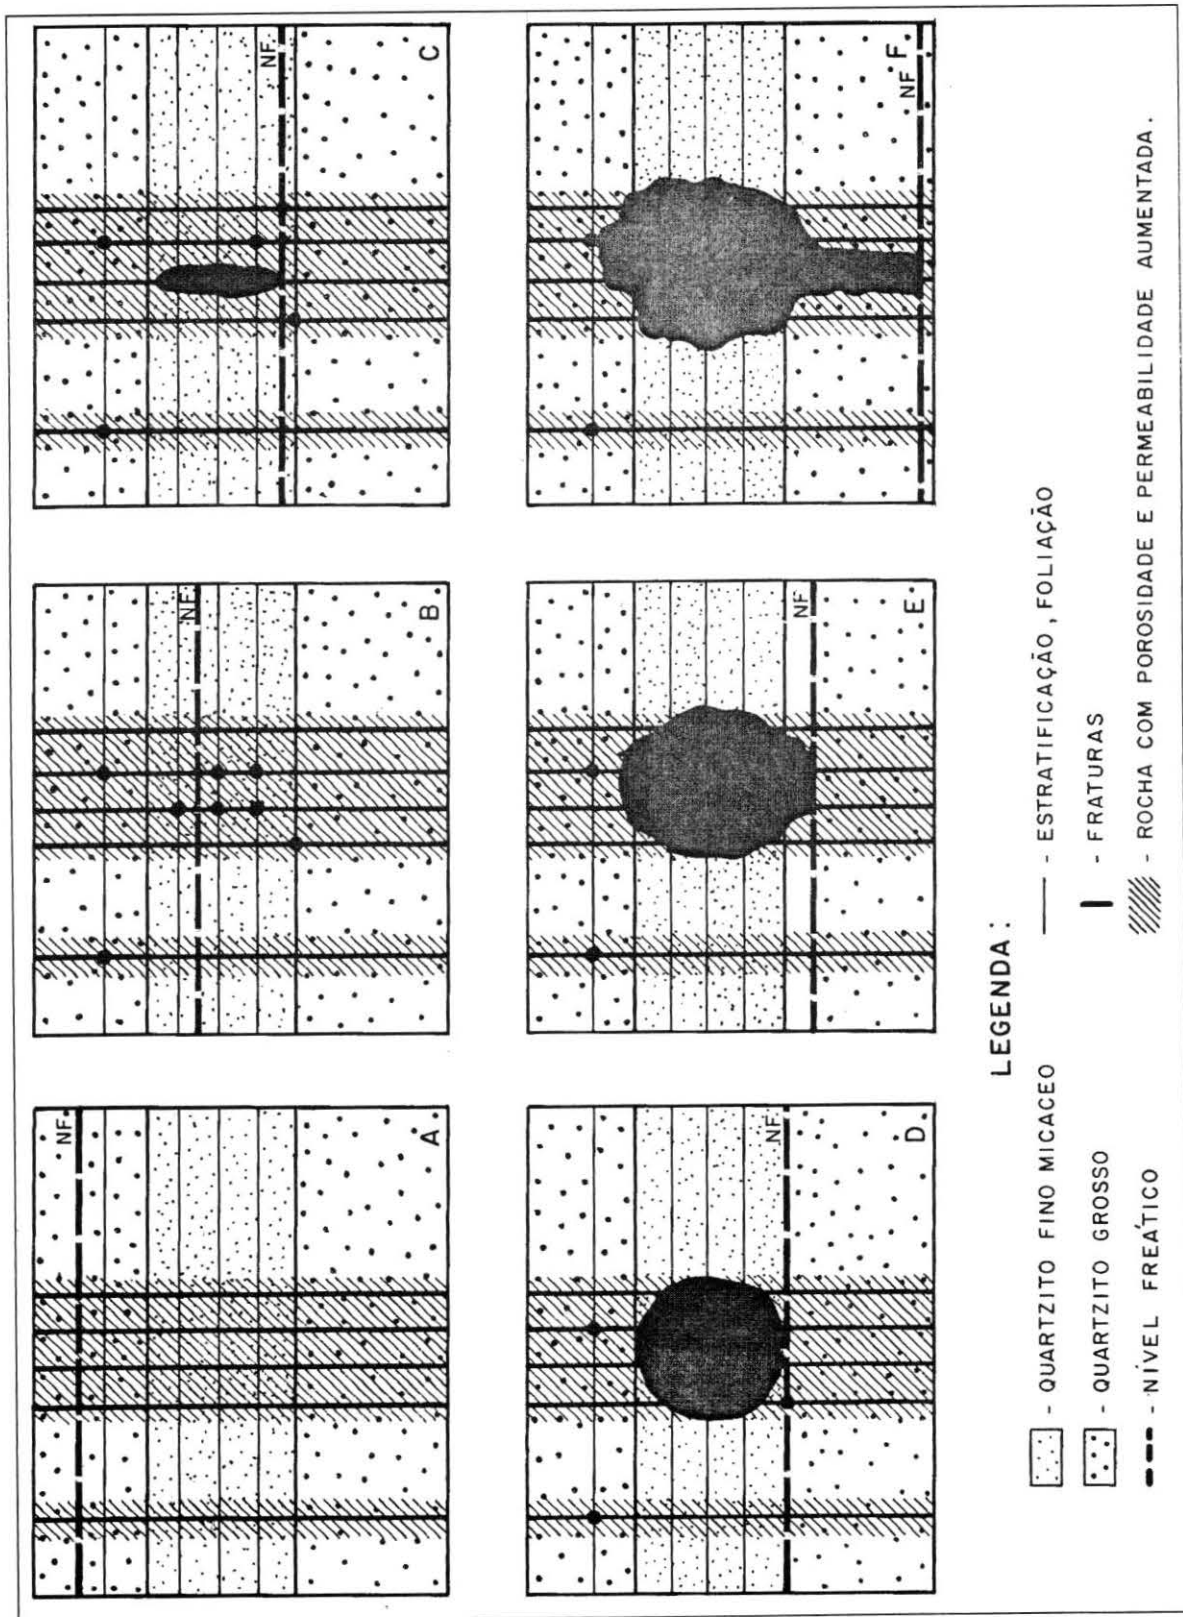 NF
A
NF
B
NF
C
NF
D
NF
E
NF
F
LEGENDA :
- QUARTZITO FINO MICACEO
- QUARTZITO GROSSO
- NÍVEL FREÁTICO
- ESTRATIFICAÇÃO, FOLIAÇÃO
- FRATURAS
- ROCHA COM POROSIDADE E PERMEABILIDADE AUMENTADA.